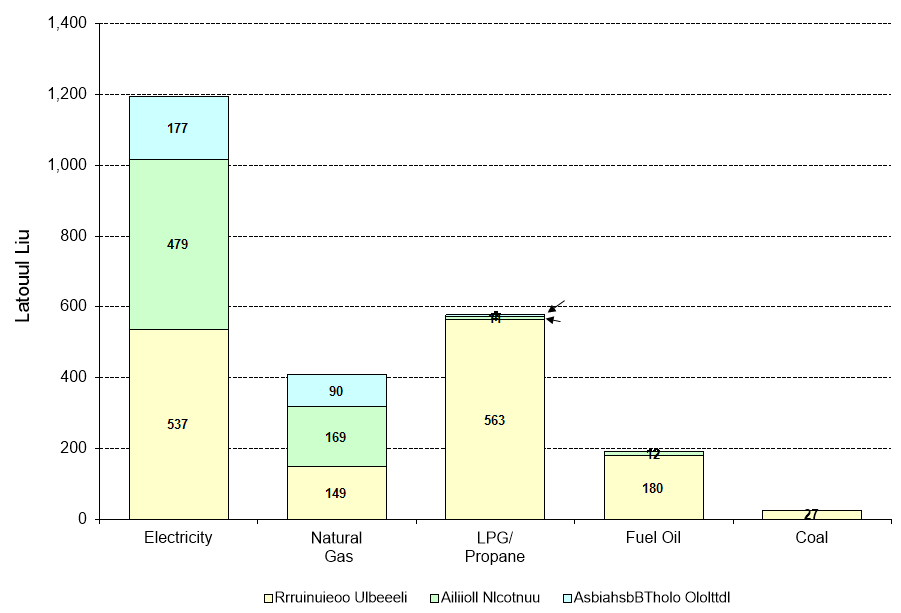 1,400
1,200
1,000
800
600
400
200
0
Latouul Liu
177
479
537
90
169
149
11
563
12
180
27
Electricity
Natural
Gas
LPG/
Propane
Fuel Oil
Coal
Rrruinuieoo Ulbeeeli
Ailiioll Nlcotnuu
AsbiahsbBTholo Ololttdl